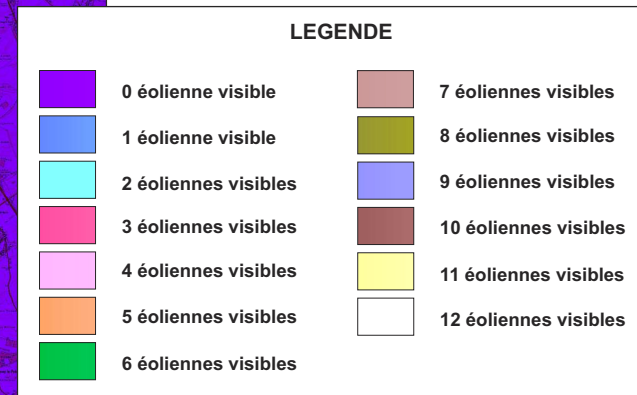 LEGENDE
0 éolienne visible
1 éolienne visible
2 éoliennes visibles
3 éoliennes visibles
4 éoliennes visibles
5 éoliennes visibles
6 éoliennes visibles
7 éoliennes visibles
8 éoliennes visibles
9 éoliennes visibles
10 éoliennes visibles
11 éoliennes visibles
12 éoliennes visibles